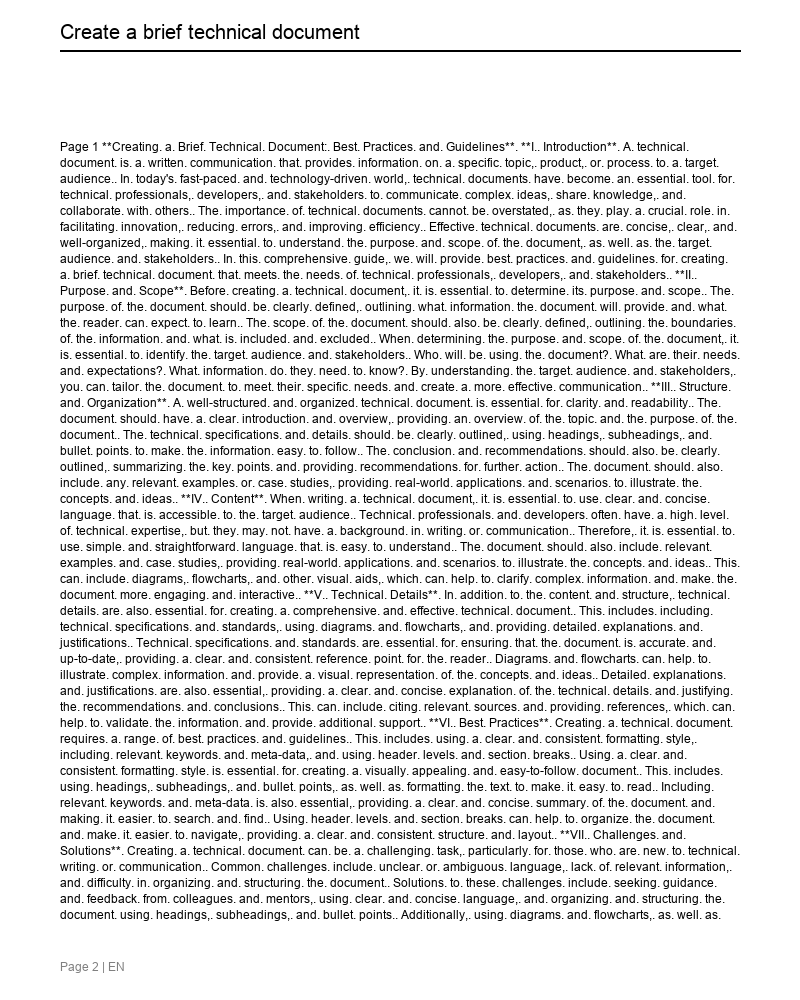 Create a brief technical document
Page 1 **Creating. a. Brief. Technical. Document:. Best. Practices. and. Guidelines**. **I.. Introduction**. A. technical.
document. is. a. written. communication. that. provides. information. on. a. specific. topic,. product,. or. process. to. a. target.
audience.. In. today's. fast-paced. and. technology-driven. world,. technical. documents. have. become. an. essential. tool. for.
technical. professionals,. developers,. and. stakeholders. to. communicate. complex. ideas,. share. knowledge,. and.
collaborate. with. others.. The. importance. of. technical. documents. cannot. be. overstated,. as. they. play. a. crucial. role. in.
facilitating. innovation,. reducing. errors,. and. improving. efficiency.. Effective. technical. documents. are. concise,. clear,. and.
well-organized,. making. it. essential. to. understand. the. purpose. and. scope. of. the. document,. as. well. as. the. target.
audience. and. stakeholders.. In. this. comprehensive. guide,. we. will. provide. best. practices. and. guidelines. for. creating.
a. brief. technical. document. that. meets. the. needs. of. technical. professionals,. developers,. and. stakeholders.. **II..
Purpose. and. Scope**. Before. creating. a. technical. document,. it. is. essential. to. determine. its. purpose. and. scope.. The.
purpose. of. the. document. should. be. clearly. defined,. outlining. what. information. the. document. will. provide. and. what.
the. reader. can. expect. to. learn.. The. scope. of. the. document. should. also. be. clearly. defined,. outlining. the. boundaries.
of. the. information. and. what. is. included. and. excluded.. When. determining. the. purpose. and. scope. of. the. document,. it.
is. essential. to. identify. the. target. audience. and. stakeholders.. Who. will. be. using. the. document?. What. are. their. needs.
and. expectations?. What. information. do. they. need. to. know?. By. understanding. the. target. audience. and. stakeholders,.
you. can. tailor. the. document. to. meet. their. specific. needs. and. create. a. more. effective. communication.. **III.. Structure.
and. Organization**. A. well-structured. and. organized. technical. document. is. essential. for. clarity. and. readability.. The.
document. should. have. a. clear. introduction. and. overview,. providing. an. overview. of. the. topic. and. the. purpose. of. the.
document.. The. technical. specifications. and. details. should. be. clearly. outlined,. using. headings,. subheadings,. and.
bullet. points. to. make. the. information. easy. to. follow.. The. conclusion. and. recommendations. should. also. be. clearly.
outlined,. summarizing. the. key. points. and. providing. recommendations. for. further. action.. The. document. should. also.
include. any. relevant. examples. or. case. studies,. providing. real-world. applications. and. scenarios. to. illustrate. the.
concepts. and. ideas.. **IV.. Content**. When. writing. a. technical. document,. it. is. essential. to. use. clear. and. concise.
language. that. is. accessible. to. the. target. audience.. Technical. professionals. and. developers. often. have. a. high. level.
of. technical. expertise,. but. they. may. not. have. a. background. in. writing. or. communication.. Therefore,. it. is. essential. to.
use. simple. and. straightforward. language. that. is. easy. to. understand.. The. document. should. also. include. relevant.
examples. and. case. studies,. providing. real-world. applications. and. scenarios. to. illustrate. the. concepts. and. ideas.. This.
can. include. diagrams,. flowcharts,. and. other. visual. aids,. which. can. help. to. clarify. complex. information. and. make. the.
document. more. engaging. and. interactive.. **V.. Technical. Details**. In. addition. to. the. content. and. structure,. technical.
details. are. also. essential. for. creating. a. comprehensive. and. effective. technical. document.. This. includes. including.
technical. specifications. and. standards,. using. diagrams. and. flowcharts,. and. providing. detailed. explanations. and.
justifications.. Technical. specifications. and. standards. are. essential. for. ensuring. that. the. document. is. accurate. and.
up-to-date,. providing. a. clear. and. consistent. reference. point. for. the. reader.. Diagrams. and. flowcharts. can. help. to.
illustrate. complex. information. and. provide. a. visual. representation. of. the. concepts. and. ideas.. Detailed. explanations.
and. justifications. are. also. essential,. providing. a. clear. and. concise. explanation. of. the. technical. details. and. justifying.
the. recommendations. and. conclusions.. This. can. include. citing. relevant. sources. and. providing. references,. which. can.
help. to. validate. the. information. and. provide. additional. support.. **VI.. Best. Practices**. Creating. a. technical. document.
requires. a. range. of. best. practices. and. guidelines.. This. includes. using. a. clear. and. consistent. formatting. style,.
including. relevant. keywords. and. meta-data,. and. using. header. levels. and. section. breaks.. Using. a. clear. and.
consistent. formatting. style. is. essential. for. creating. a. visually. appealing. and. easy-to-follow. document.. This. includes.
using. headings,. subheadings,. and. bullet. points,. as. well. as. formatting. the. text. to. make. it. easy. to. read.. Including.
relevant. keywords. and. meta-data. is. also. essential,. providing. a. clear. and. concise. summary. of. the. document. and.
making. it. easier. to. search. and. find.. Using. header. levels. and. section. breaks. can. help. to. organize. the. document.
and. make. it. easier. to. navigate,. providing. a. clear. and. consistent. structure. and. layout.. **VII.. Challenges. and.
Solutions**. Creating. a. technical. document. can. be. a. challenging. task,. particularly. for. those. who. are. new. to. technical.
writing. or. communication.. Common. challenges. include. unclear. or. ambiguous. language,. lack. of. relevant. information,.
and. difficulty. in. organizing. and. structuring. the. document.. Solutions. to. these. challenges. include. seeking. guidance.
and. feedback. from. colleagues. and. mentors,. using. clear. and. concise. language,. and. organizing. and. structuring. the.
document. using. headings,. subheadings,. and. bullet. points.. Additionally,. using. diagrams. and. flowcharts,. as. well. as.
Page 2 | EN